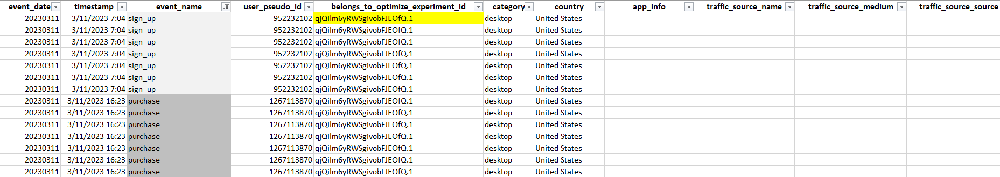 event_date timestamp event_name user_pseudo_id belongs_to_optimize_experiment_id category country app_info traffic_source_name traffic_source_medium traffic_source_source
20230311 3/11/2023 7:04 sign_up 952232102 qjQilm6yRWSgivobFJEOfQ.1 desktop United States
20230311 3/11/2023 7:04 sign_up 952232102 qjQilm6yRWSgivobFJEOfQ.1 desktop United States
20230311 3/11/2023 7:04 sign_up 952232102 qjQilm6yRWSgivobFJEOfQ.1 desktop United States
20230311 3/11/2023 7:04 sign_up 952232102 qjQilm6yRWSgivobFJEOfQ.1 desktop United States
20230311 3/11/2023 7:04 sign_up 952232102 qjQilm6yRWSgivobFJEOfQ.1 desktop United States
20230311 3/11/2023 7:04 sign_up 952232102 qjQilm6yRWSgivobFJEOfQ.1 desktop United States
20230311 3/11/2023 7:04 sign_up 952232102 qjQilm6yRWSgivobFJEOfQ.1 desktop United States
20230311 3/11/2023 16:23 purchase 1267113870 qjQilm6yRWSgivobFJEOfQ.1 desktop United States
20230311 3/11/2023 16:23 purchase 1267113870 qjQilm6yRWSgivobFJEOfQ.1 desktop United States
20230311 3/11/2023 16:23 purchase 1267113870 qjQilm6yRWSgivobFJEOfQ.1 desktop United States
20230311 3/11/2023 16:23 purchase 1267113870 qjQilm6yRWSgivobFJEOfQ.1 desktop United States
20230311 3/11/2023 16:23 purchase 1267113870 qjQilm6yRWSgivobFJEOfQ.1 desktop United States
20230311 3/11/2023 16:23 purchase 1267113870 qjQilm6yRWSgivobFJEOfQ.1 desktop United States
20230311 3/11/2023 16:23 purchase 1267113870 qjQilm6yRWSgivobFJEOfQ.1 desktop United States